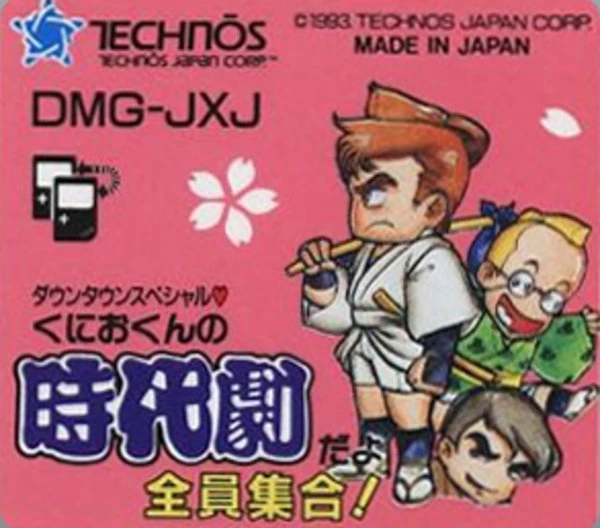 TECHNŌS
TECHNŌS JAPAN CORP.™
©1993 TECHNOS JAPAN CORP.
MADE IN JAPAN
DMG-JXJ
ダウンタウンスペシャル♥
くにおくんの
時代劇だよ
全員集合！